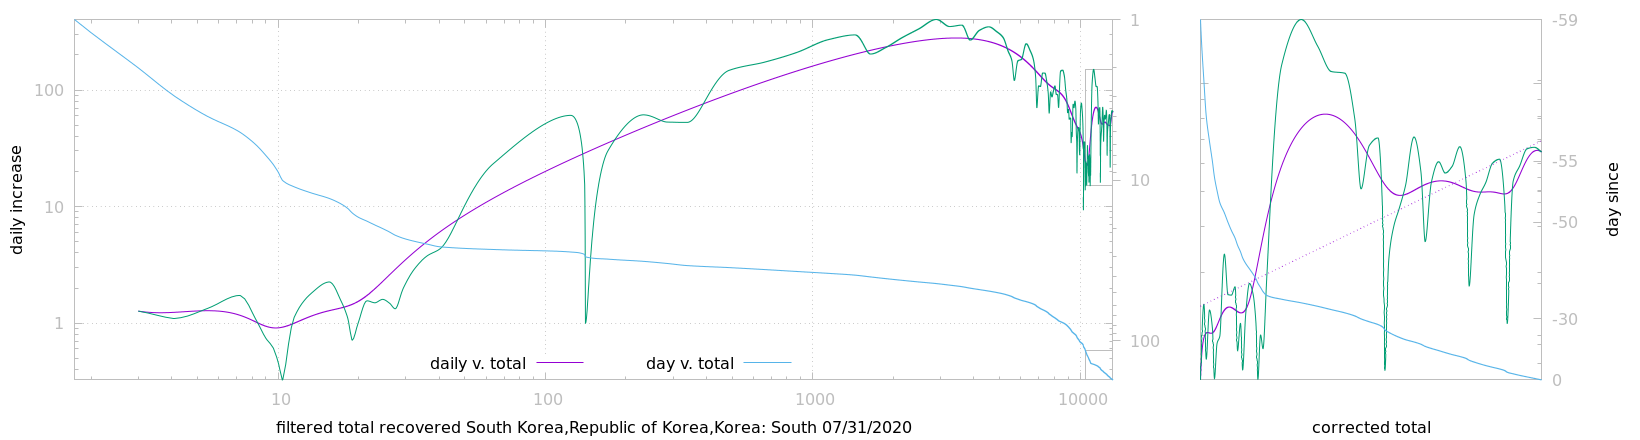 daily increase
100
10
1
10
100
1000
10000
1
10
100
daily v. total
day v. total
filtered total recovered South Korea,Republic of Korea,Korea: South 07/31/2020
-59
-55
-50
-30
0
day since
corrected total